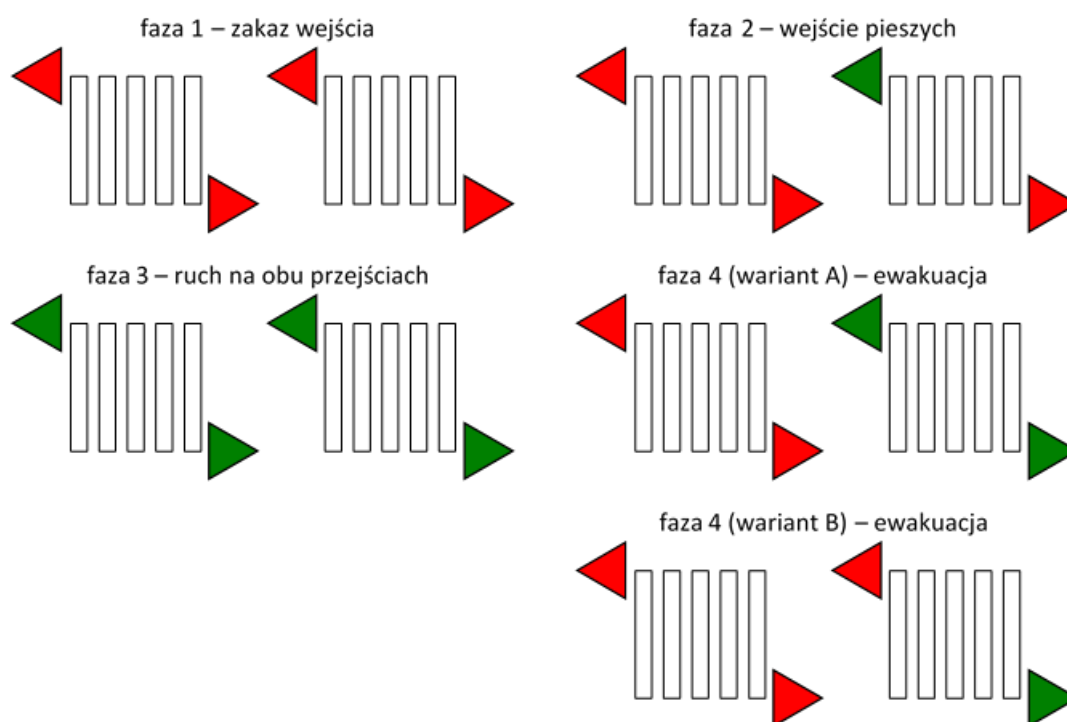 faza 1 – zakaz wejścia
faza 2 – wejście pieszych
faza 3 – ruch na obu przejściach
faza 4 (wariant A) – ewakuacja
faza 4 (wariant B) – ewakuacja